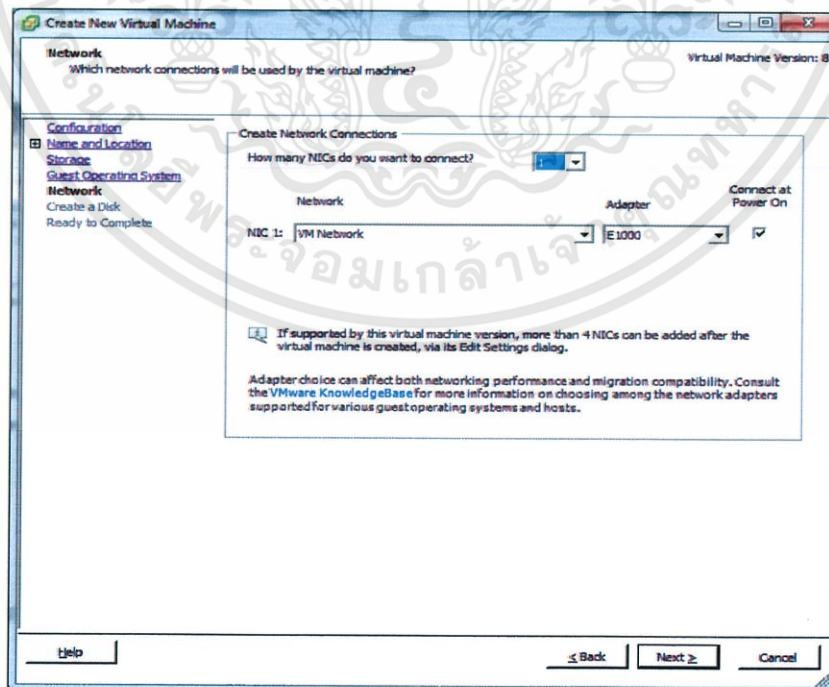 Create New Virtual Machine
Network
Which network connections will be used by the virtual machine?
Virtual Machine Version: 8
Configuration
Name and Location
Storage
Guest Operating System
Network
Create a Disk
Ready to Complete
Create Network Connections
How many NICs do you want to connect?
1
Network
Adapter
Connect at
Power On
NIC 1:
VM Network
E1000
If supported by this virtual machine version, more than 4 NICs can be added after the
virtual machine is created, via its Edit Settings dialog.
Adapter choice can affect both networking performance and migration compatibility. Consult
the VMware KnowledgeBase for more information on choosing among the network adapters
supported for various guest operating systems and hosts.
Help
≤ Back
Next ≥
Cancel